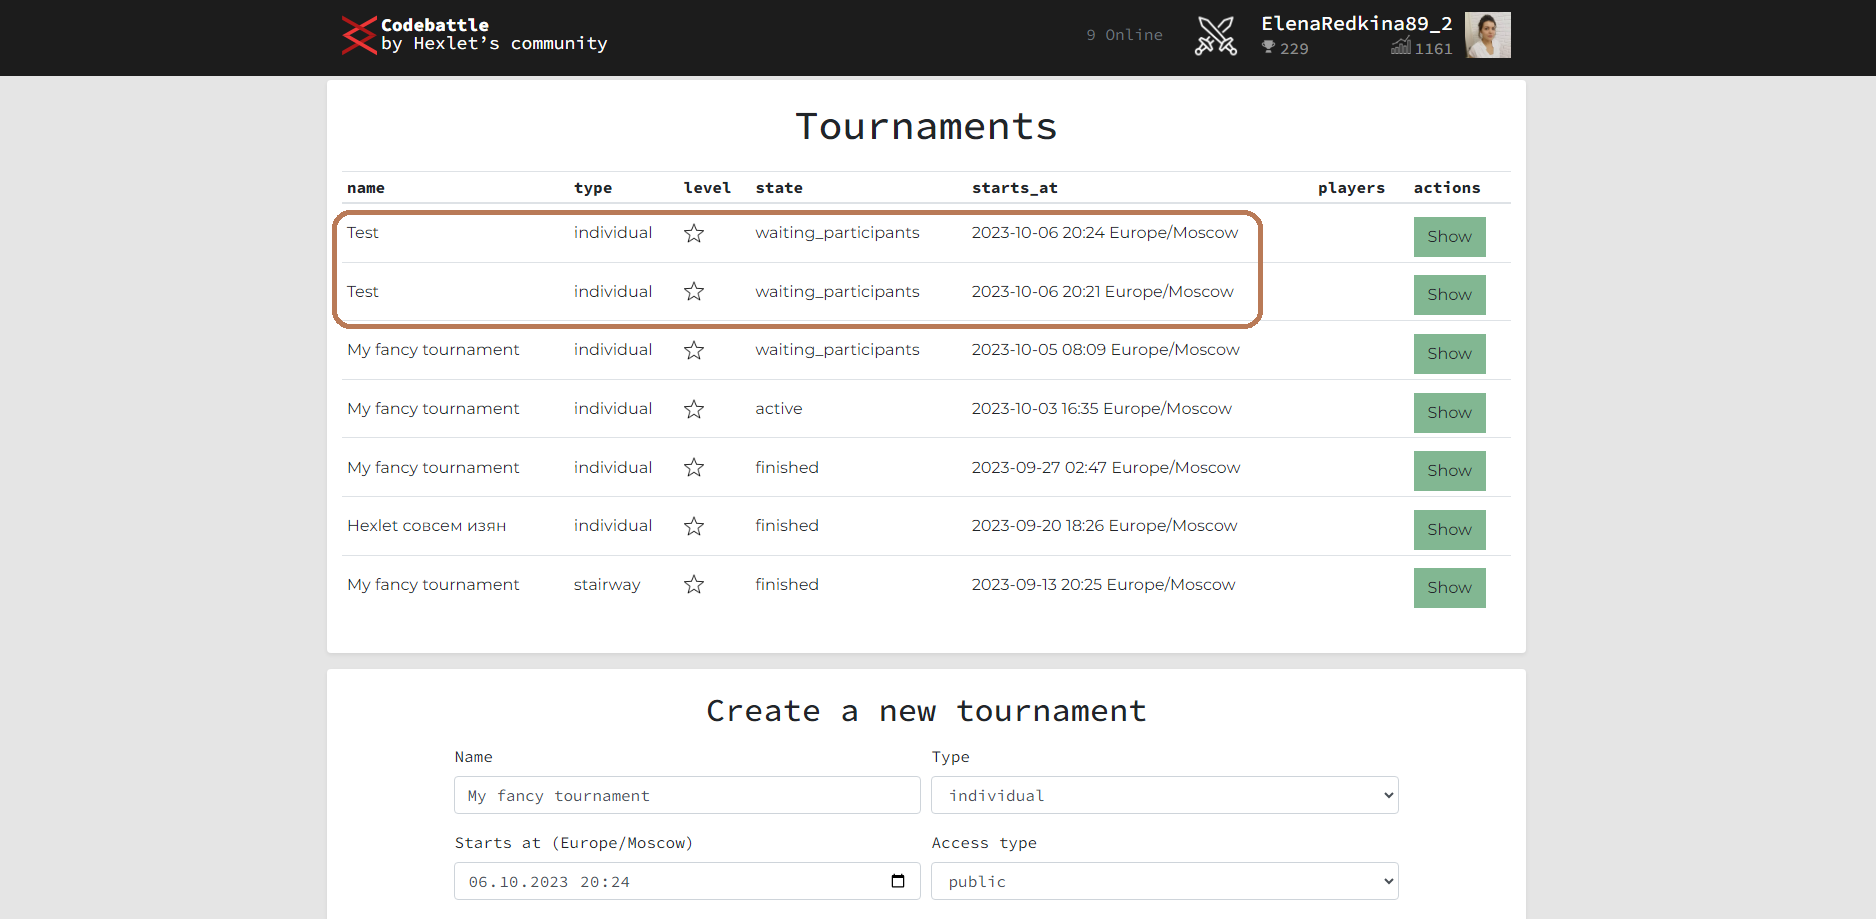 Codebattle
by Hexlet’s community
9 Online
ElenaRedkina89_2
229 1161
Tournaments
name type level state starts_at players actions
Test individual waiting_participants 2023-10-06 20:24 Europe/Moscow Show
Test individual waiting_participants 2023-10-06 20:21 Europe/Moscow Show
My fancy tournament individual waiting_participants 2023-10-05 08:09 Europe/Moscow Show
My fancy tournament individual active 2023-10-03 16:35 Europe/Moscow Show
My fancy tournament individual finished 2023-09-27 02:47 Europe/Moscow Show
Hexlet совсем изян individual finished 2023-09-20 18:26 Europe/Moscow Show
My fancy tournament stairway finished 2023-09-13 20:25 Europe/Moscow Show
Create a new tournament
Name Type
My fancy tournament individual
Starts at (Europe/Moscow) Access type
06.10.2023 20:24 public